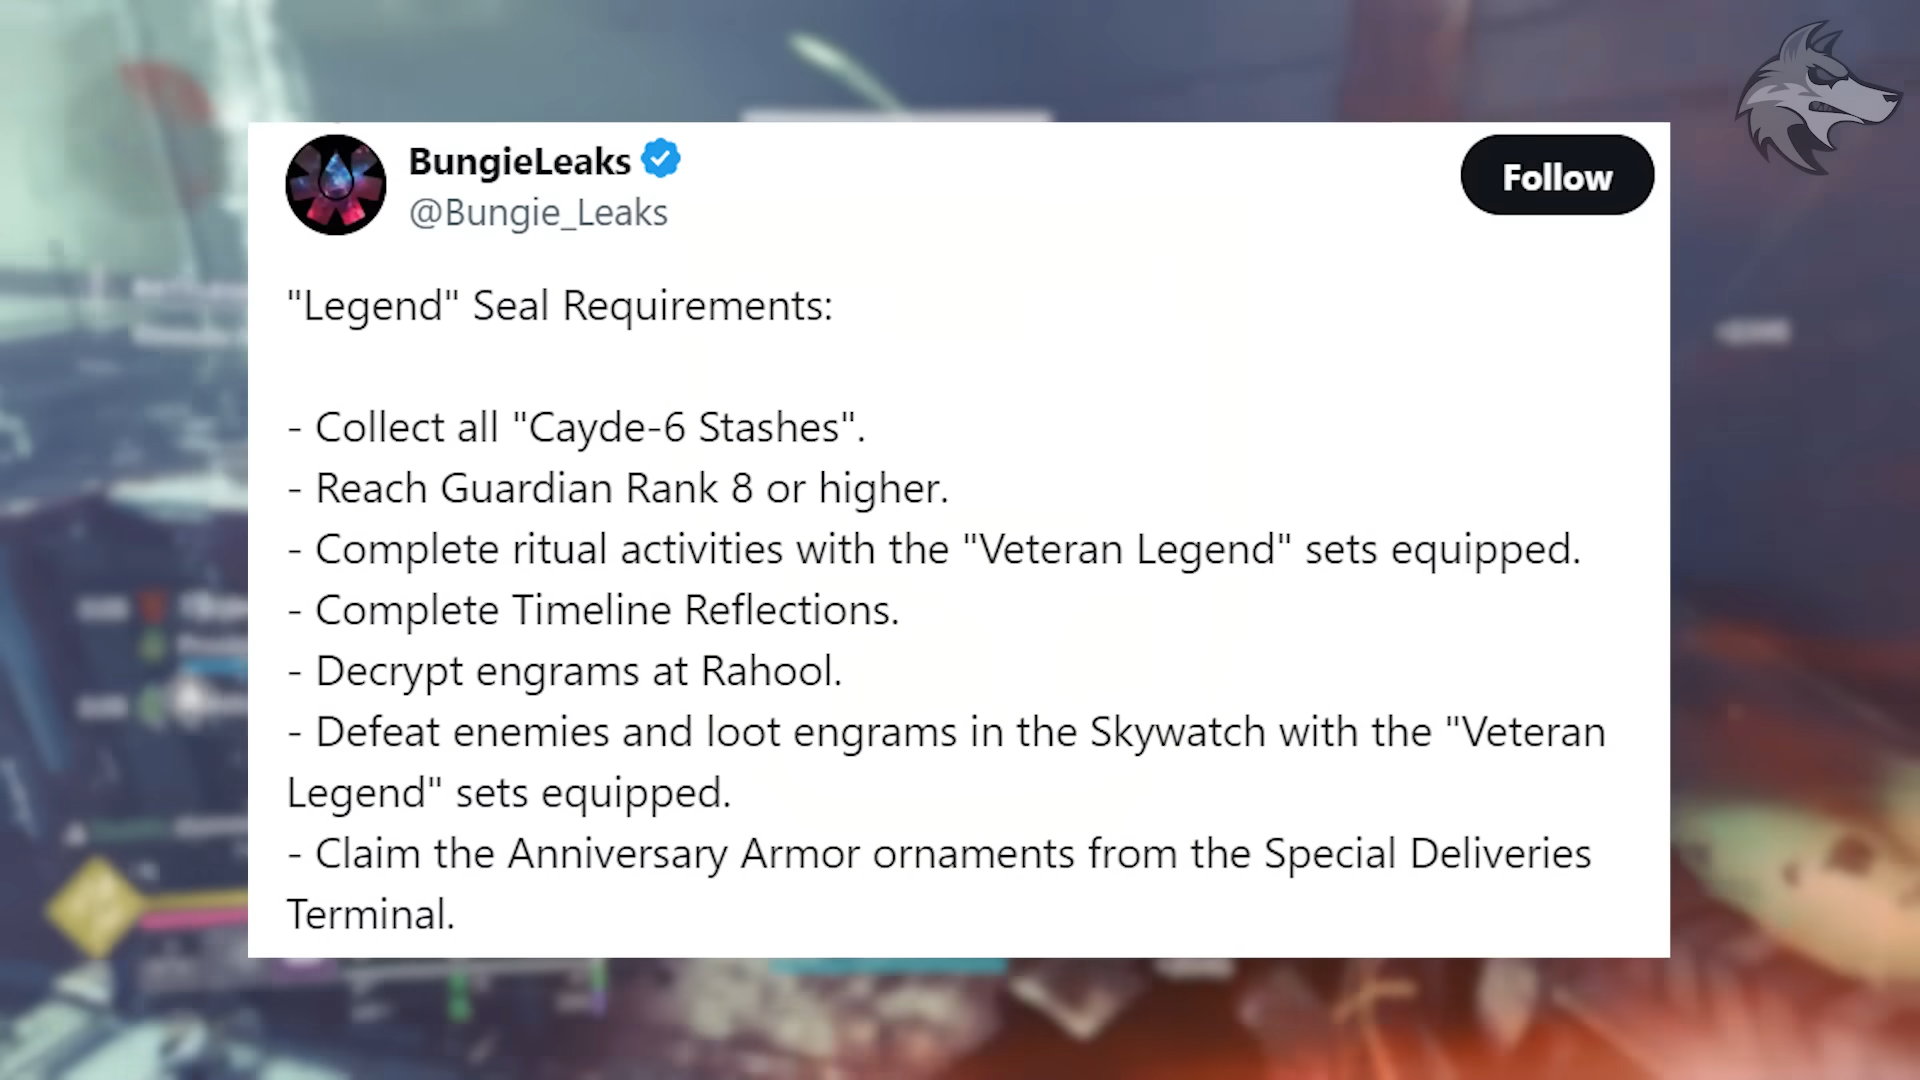 BungieLeaks
@Bungie_Leaks
Follow
"Legend" Seal Requirements:
- Collect all "Cayde-6 Stashes".
- Reach Guardian Rank 8 or higher.
- Complete ritual activities with the "Veteran Legend" sets equipped.
- Complete Timeline Reflections.
- Decrypt engrams at Rahool.
- Defeat enemies and loot engrams in the Skywatch with the "Veteran
Legend" sets equipped.
- Claim the Anniversary Armor ornaments from the Special Deliveries
Terminal.